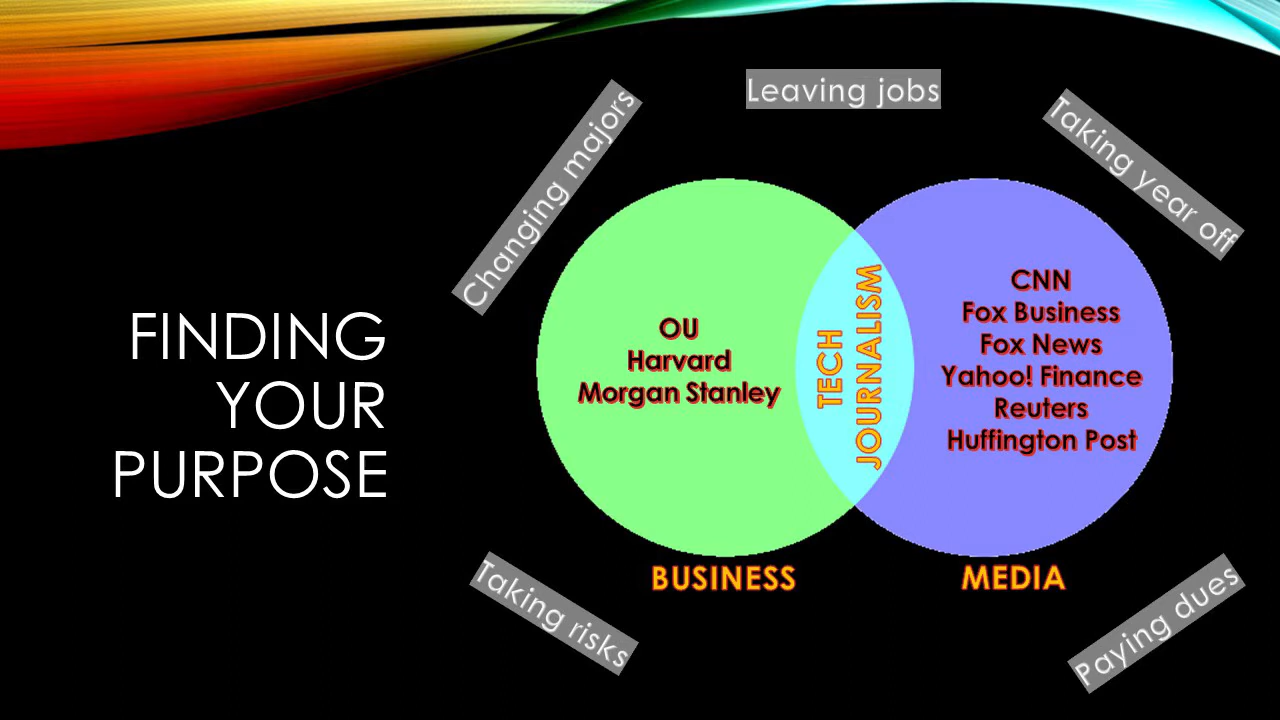 FINDING
YOUR
PURPOSE
Changing majors
Leaving jobs
Taking year off
OU
Harvard
Morgan Stanley
TECH
JOURNALISM
CNN
Fox Business
Fox News
Yahoo! Finance
Reuters
Huffington Post
BUSINESS
MEDIA
Taking risks
Paying dues